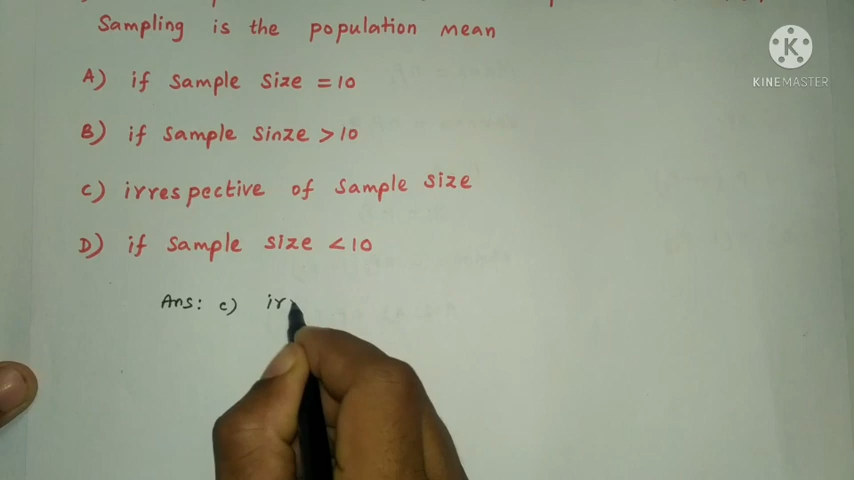 Sampling is the population mean
K
KINEMASTER
A) if Sample Size = 10
B) if Sample Sinze > 10
C) irrespective of Sample Size
D) if Sample size < 10
Ans: c) ir